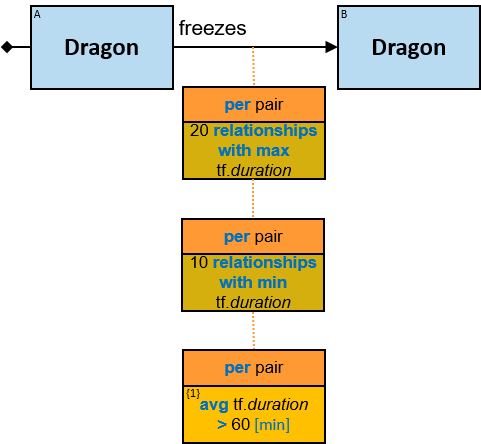 A
Dragon
freezes
B
Dragon
per pair
20 relationships
with max
tf.duration
per pair
10 relationships
with min
tf.duration
per pair
{1}
avg tf.duration
> 60 [min]